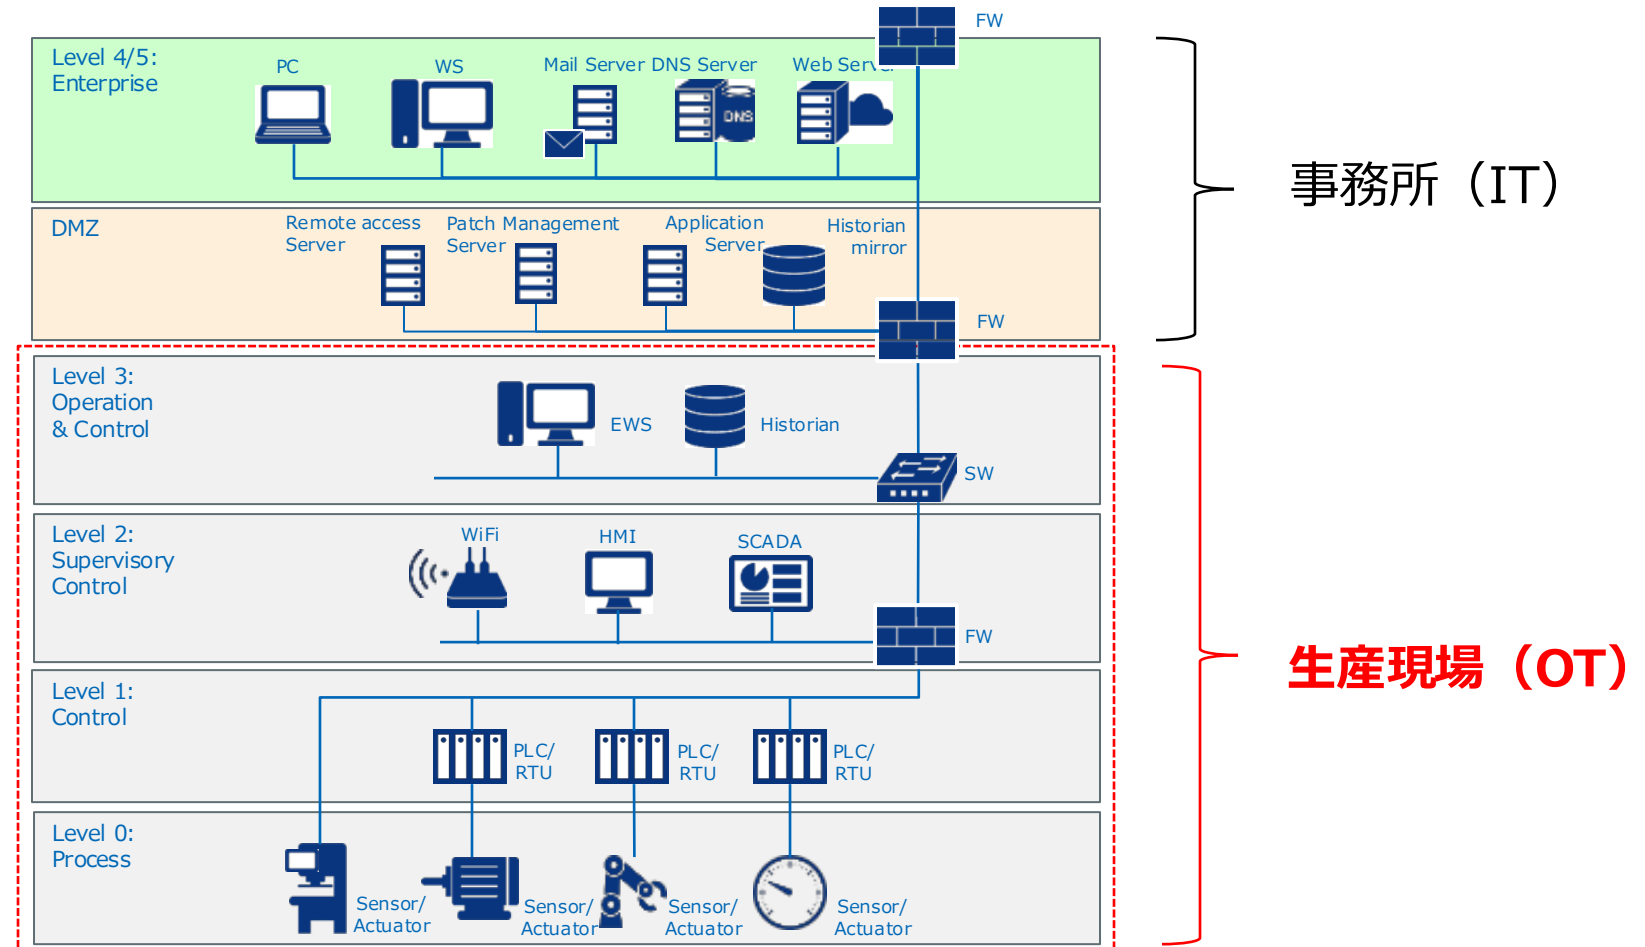 FW
Level 4/5:
Enterprise
PC
WS
Mail Server
DNS Server
Web Server
DNS
事務所（IT）
DMZ
Remote access
Server
Patch Management
Server
Application
Server
Historian
mirror
FW
Level 3:
Operation
& Control
EWS
Historian
SW
Level 2:
Supervisory
Control
WiFi
HMI
SCADA
FW
生産現場（OT）
Level 1:
Control
PLC/
RTU
PLC/
RTU
PLC/
RTU
Level 0:
Process
Sensor/
Actuator
Sensor/
Actuator
Sensor/
Actuator
Sensor/
Actuator